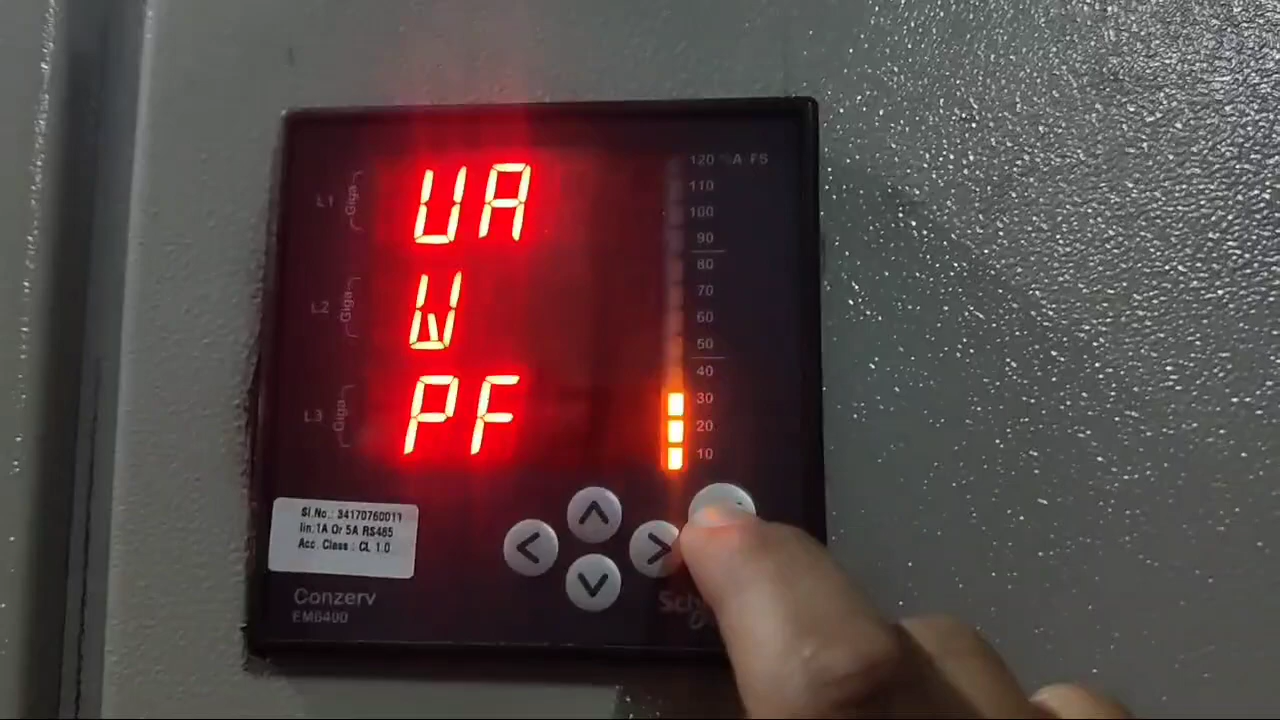 120 %A FS
L1 Giga
UA
110
100
90
80
L2 Giga
W
70
60
50
40
L3 Giga
PF
30
20
10
Sl.No.: 34170760011
Iin:1A Or 5A RS485
Acc. Class : CL 1.0
Conzerv
EM6400